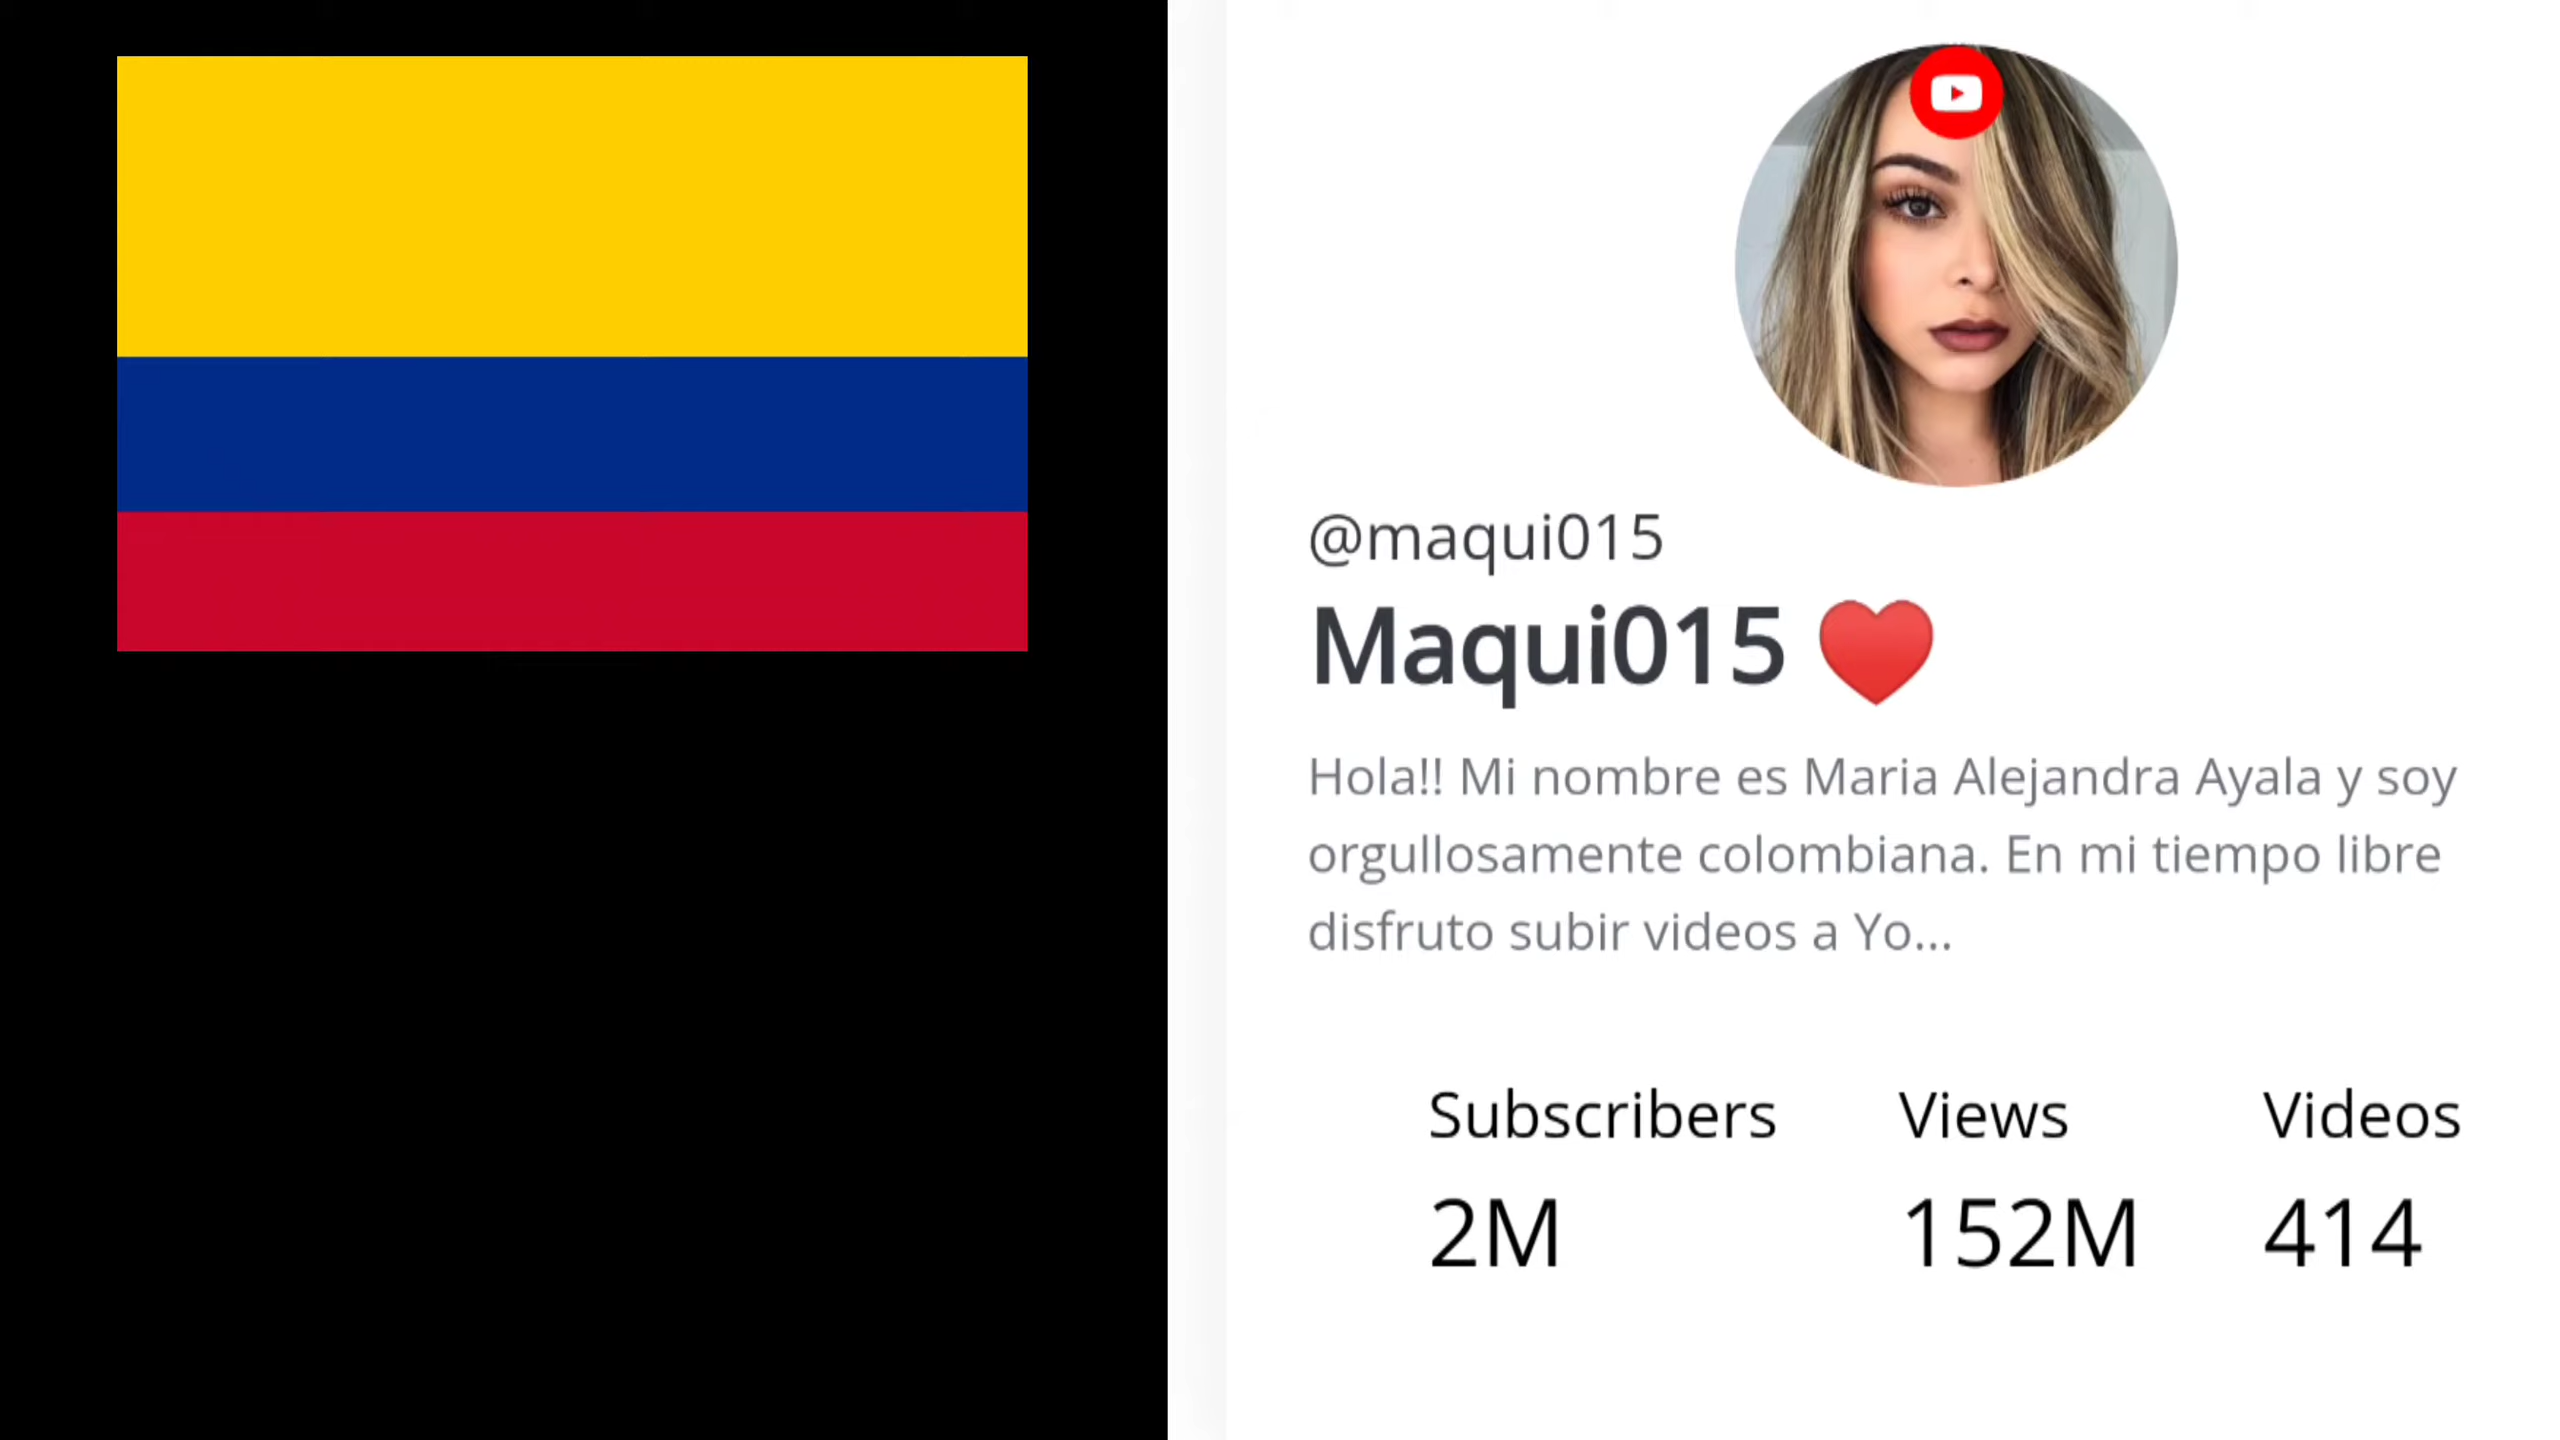 @maqui015
Maqui015 ❤️
Hola!! Mi nombre es Maria Alejandra Ayala y soy
orgullosamente colombiana. En mi tiempo libre
disfruto subir videos a Yo...
Subscribers Views Videos
2M 152M 414